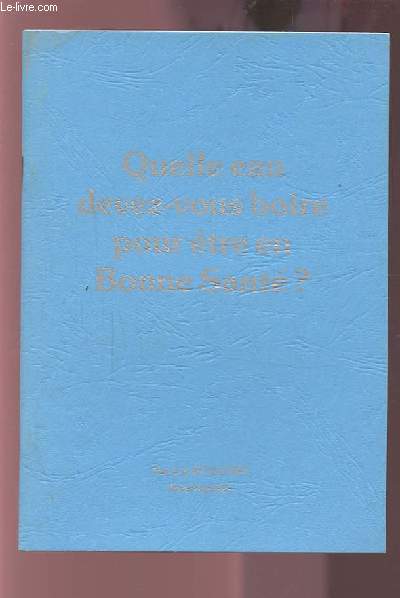 Le-livre.com
Quelle eau
devez-vous boire
pour être en
Bonne Santé ?